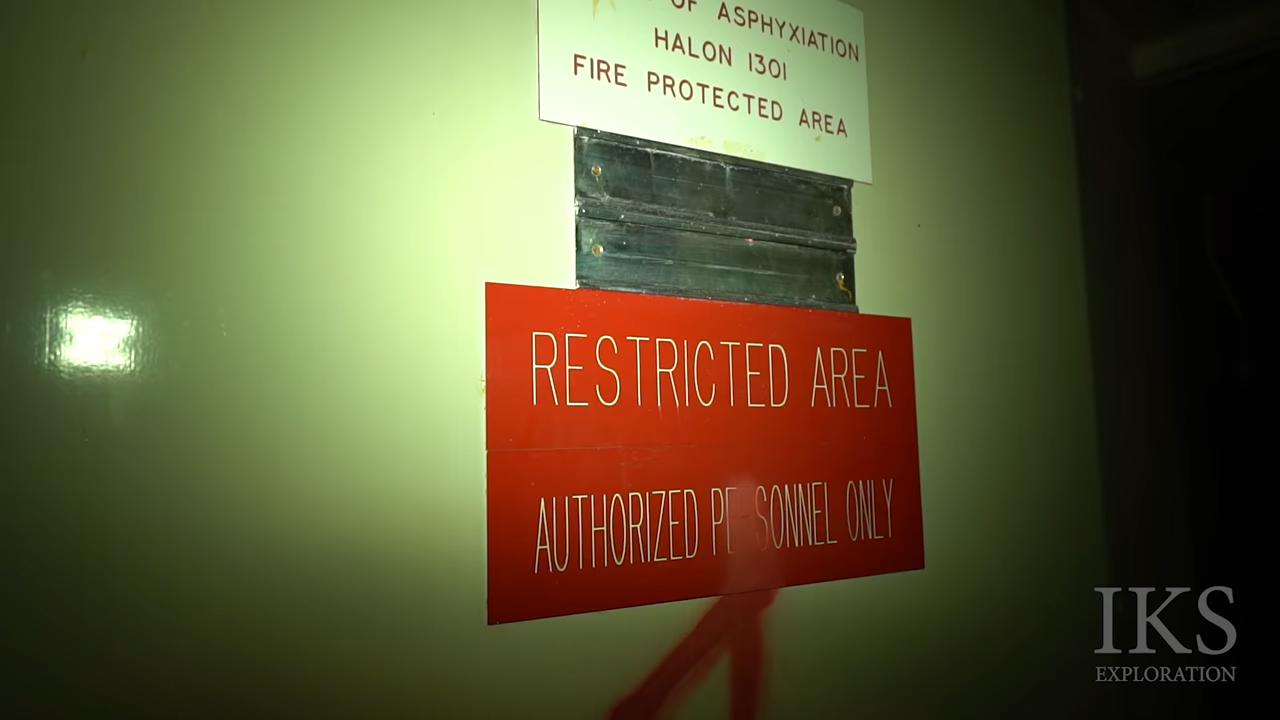 OF ASPHYXIATION
HALON 1301
FIRE PROTECTED AREA
RESTRICTED AREA
AUTHORIZED PE SONNEL ONLY
IKS
EXPLORATION